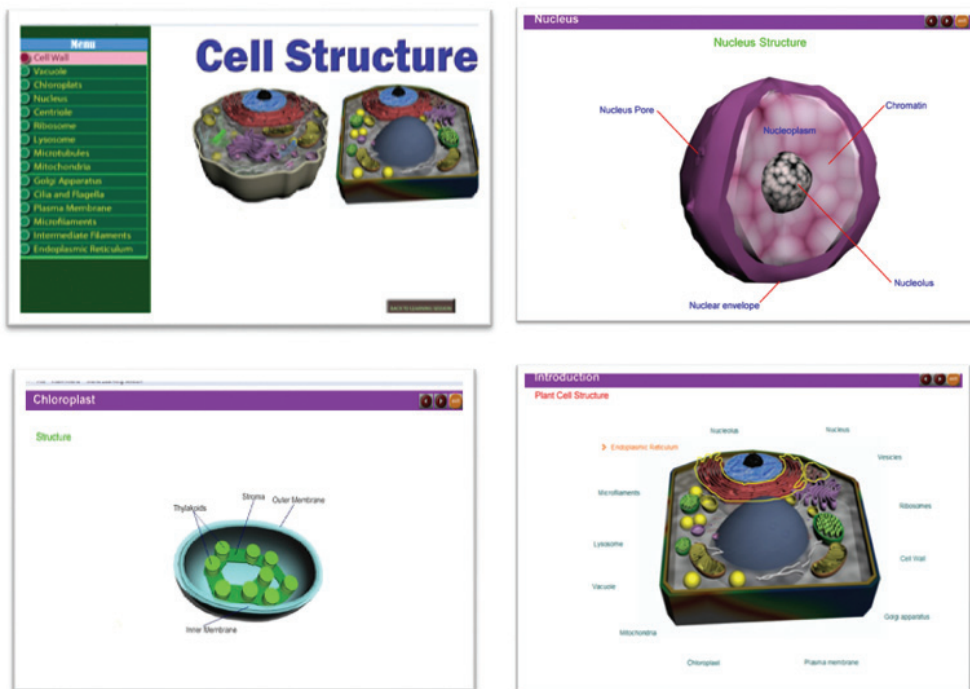 Menu
Cell Wall
Vacuole
Chloroplats
Nucleus
Centriole
Ribosome
Lysosome
Microtubules
Mitochondria
Golgi Apparatus
Cilia and Flagella
Plasma Membrane
Microfilaments
Intermediate Filaments
Endoplasmic Reticulum
Cell Structure
Nucleus
Nucleus Structure
Nucleus Pore
Chromatin
Nucleoplasm
Nucleolus
Nuclear envelope
Chloroplast
Structure
Stroma
Outer Membrane
Thylakoids
Inner Membrane
Introduction
Plant Cell Structure
Nucleolus
Nucleus
Endoplasmic Reticulum
Vesicles
Microfilaments
Ribosomes
Lysosome
Cell Wall
Vacuole
Golgi apparatus
Mitochondria
Chloroplast
Plasma membrane